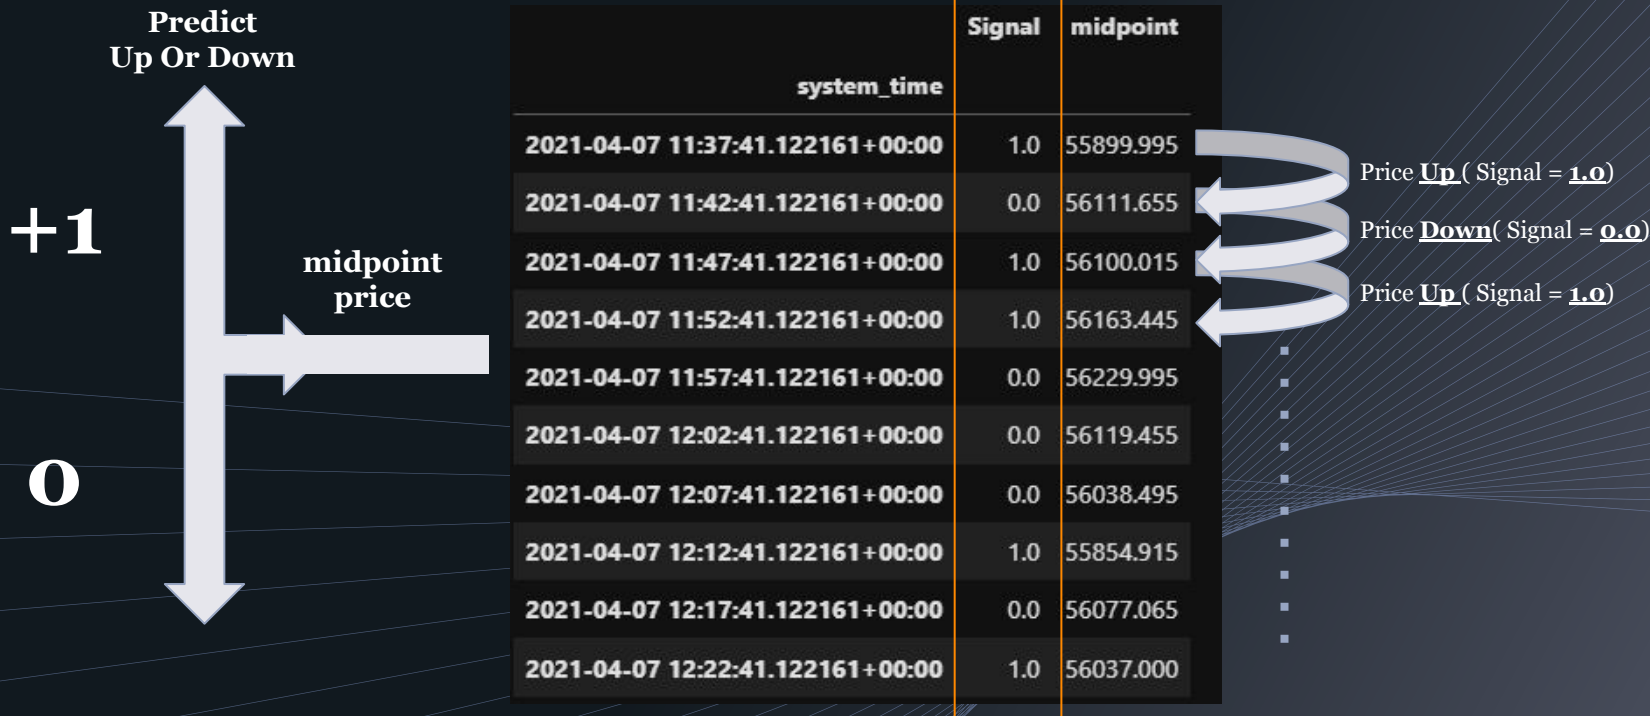 Predict
Up Or Down
+1
midpoint
price
0
Signal midpoint
system_time
2021-04-07 11:37:41.122161+00:00 1.0 55899.995
2021-04-07 11:42:41.122161+00:00 0.0 56111.655
2021-04-07 11:47:41.122161+00:00 1.0 56100.015
2021-04-07 11:52:41.122161+00:00 1.0 56163.445
2021-04-07 11:57:41.122161+00:00 0.0 56229.995
2021-04-07 12:02:41.122161+00:00 0.0 56119.455
2021-04-07 12:07:41.122161+00:00 0.0 56038.495
2021-04-07 12:12:41.122161+00:00 1.0 55854.915
2021-04-07 12:17:41.122161+00:00 0.0 56077.065
2021-04-07 12:22:41.122161+00:00 1.0 56037.000
Price Up ( Signal = 1.0)
Price Down( Signal = 0.0)
Price Up ( Signal = 1.0)